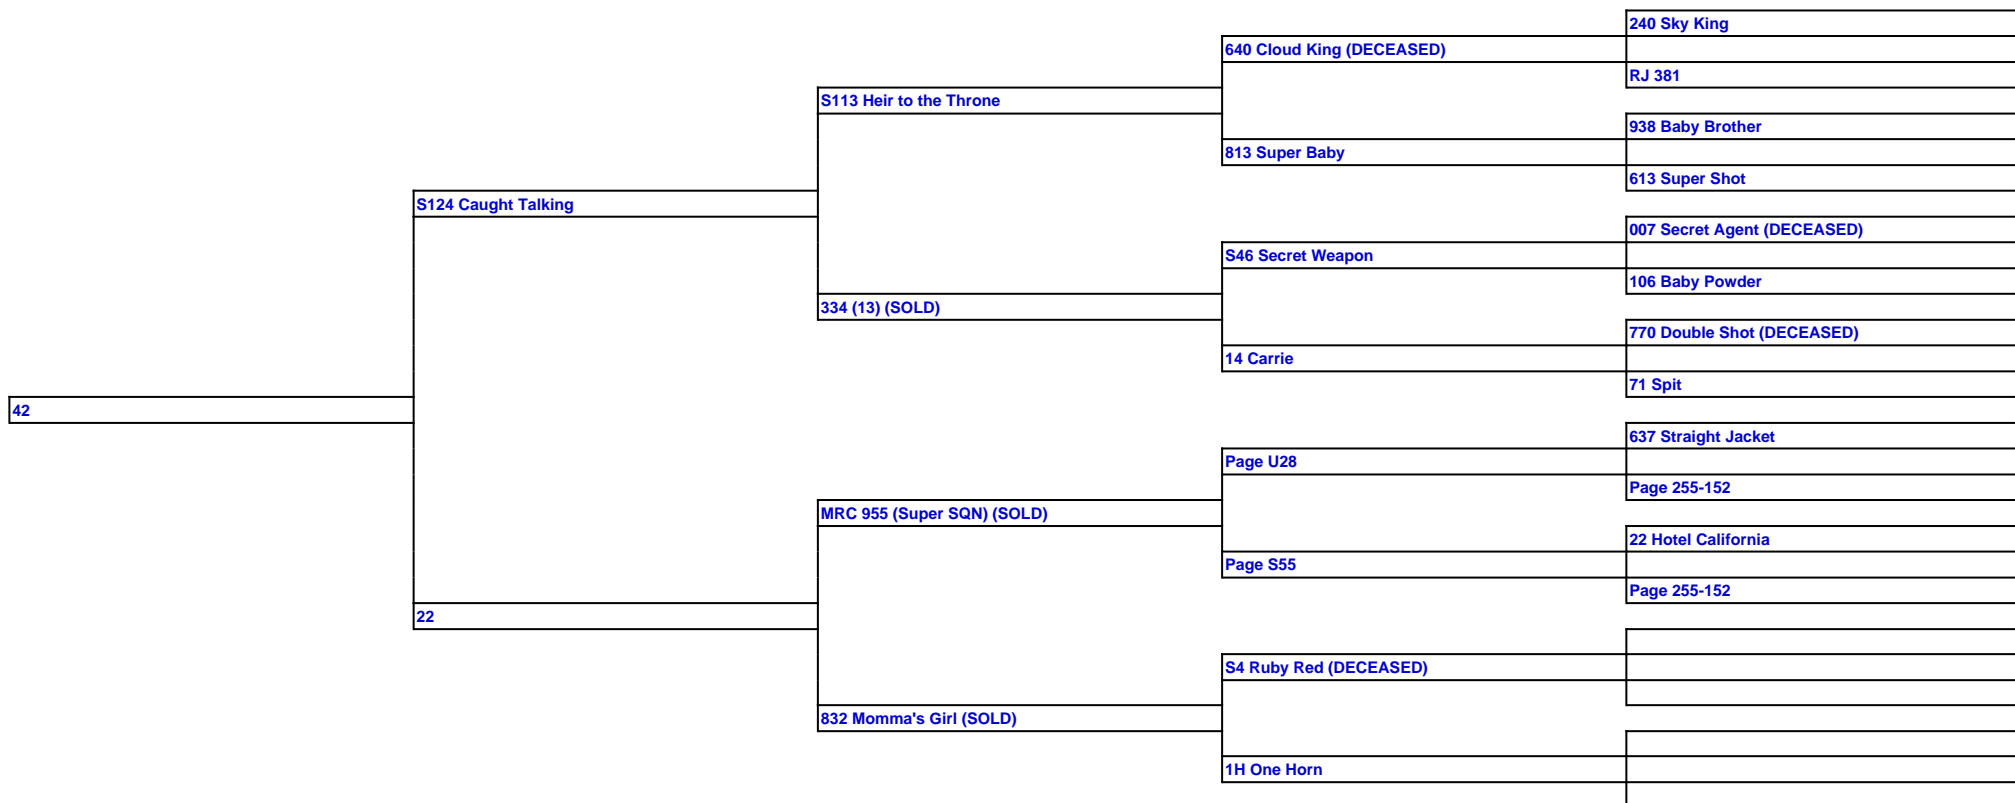 240 Sky King
640 Cloud King (DECEASED)
RJ 381
S113 Heir to the Throne
938 Baby Brother
813 Super Baby
613 Super Shot
S124 Caught Talking
007 Secret Agent (DECEASED)
S46 Secret Weapon
106 Baby Powder
334 (13) (SOLD)
770 Double Shot (DECEASED)
14 Carrie
71 Spit
42
637 Straight Jacket
Page U28
Page 255-152
MRC 955 (Super SQN) (SOLD)
22 Hotel California
Page S55
Page 255-152
22
S4 Ruby Red (DECEASED)
832 Momma's Girl (SOLD)
1H One Horn